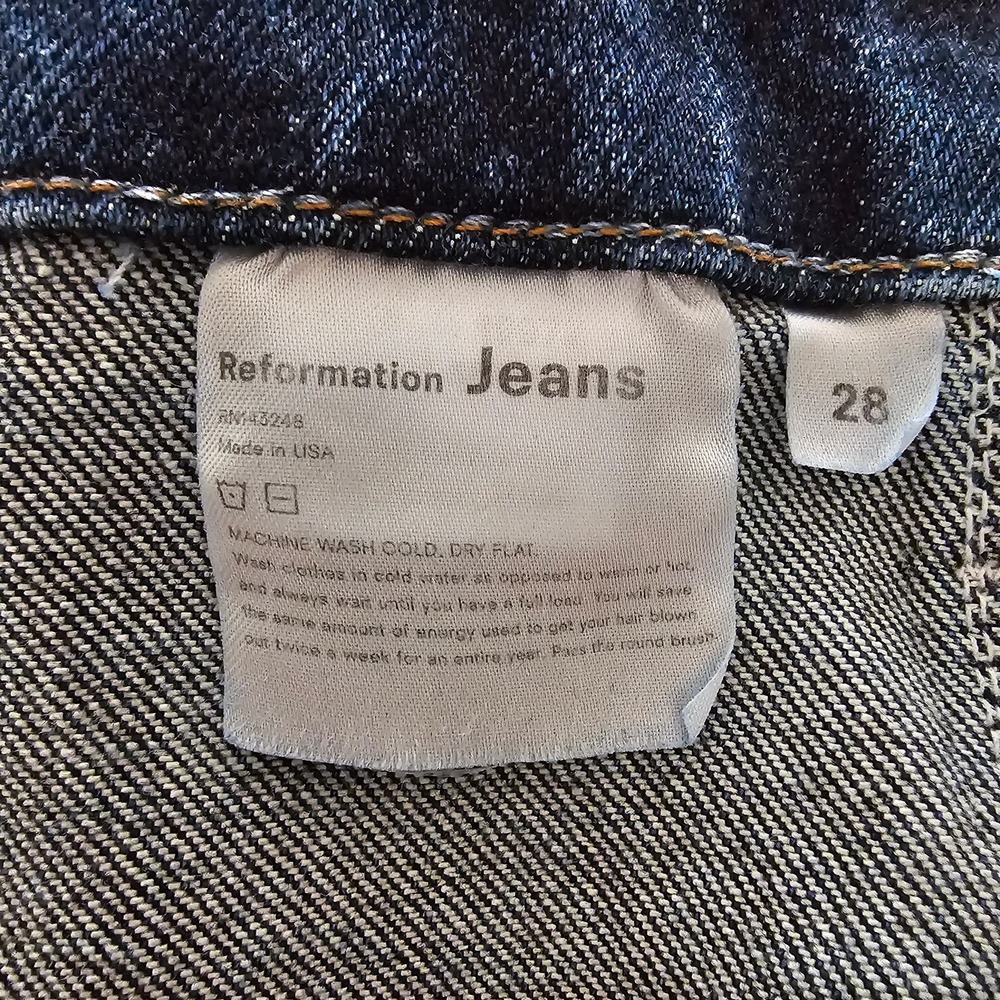 Reformation Jeans
28
Made in USA
MACHINE WASH COLD. DRY FLAT.
Wash clothes in cold water as opposed to warm or hot,
and always wait until you have a full load. You will save
the same amount of energy used to get your hair blown
out twice a week for an entire year. Pass the round brush.